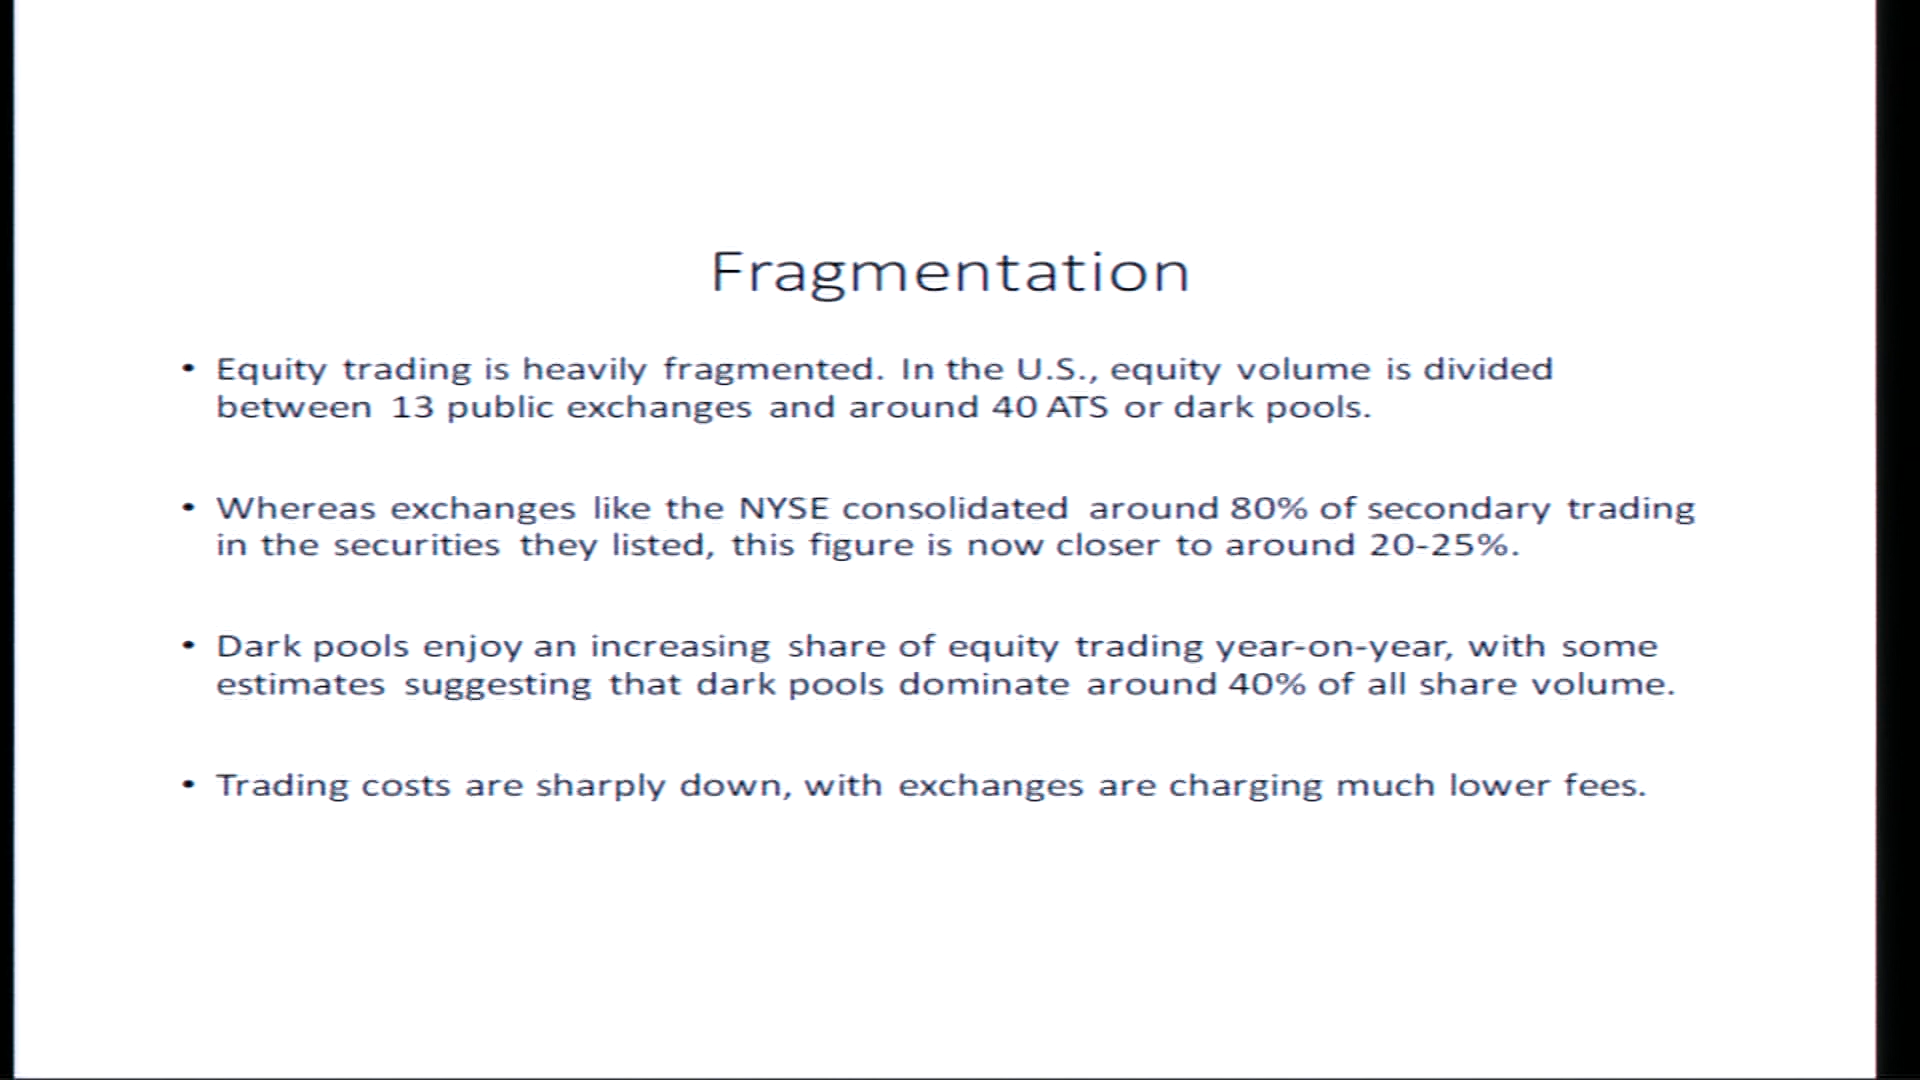 Fragmentation
• Equity trading is heavily fragmented. In the U.S., equity volume is divided
between 13 public exchanges and around 40 ATS or dark pools.
• Whereas exchanges like the NYSE consolidated around 80% of secondary trading
in the securities they listed, this figure is now closer to around 20-25%.
• Dark pools enjoy an increasing share of equity trading year-on-year, with some
estimates suggesting that dark pools dominate around 40% of all share volume.
• Trading costs are sharply down, with exchanges are charging much lower fees.